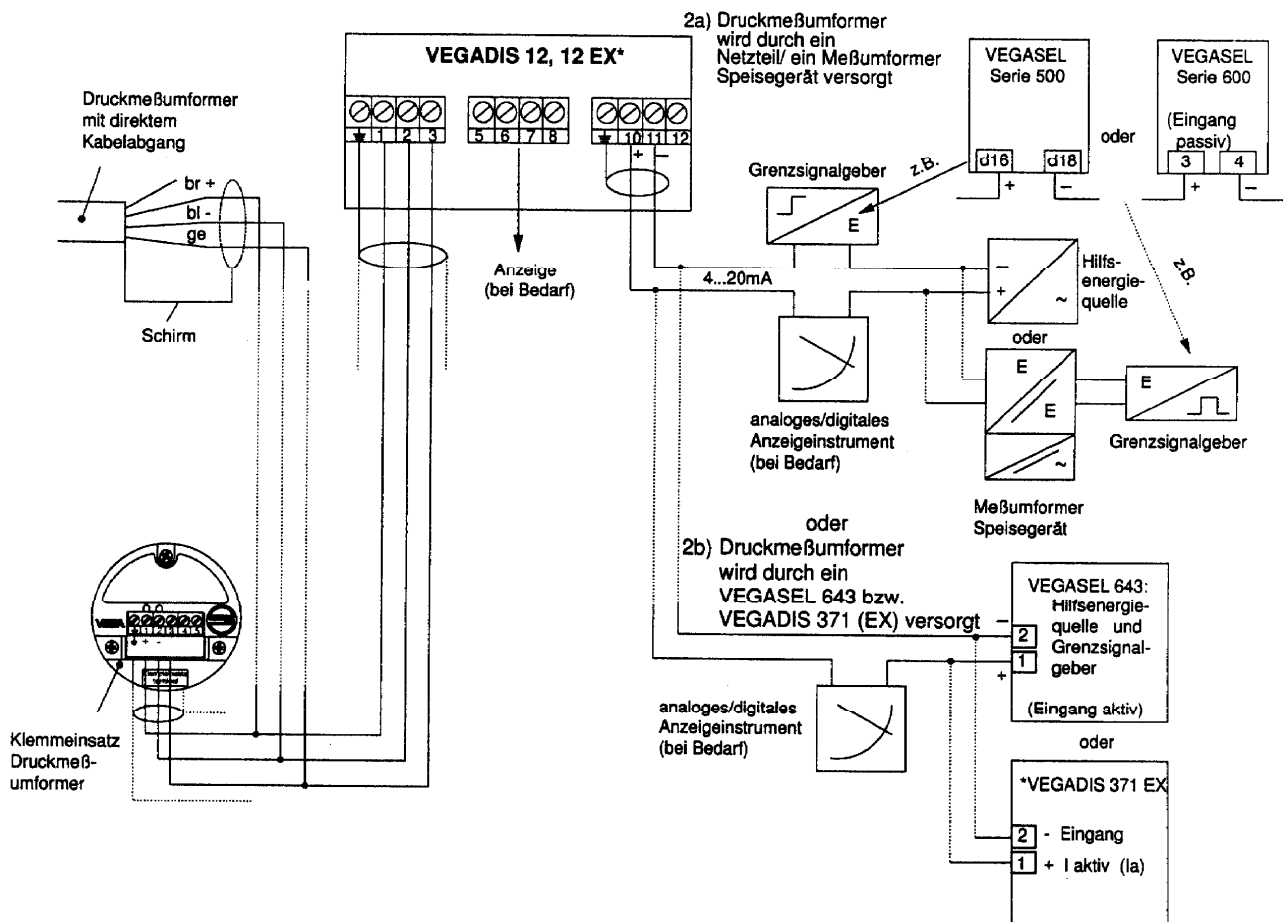 VEGADIS 12, 12 EX*
1 2 3
5 6 7 8
10 11 12
+ −
Druckmeßumformer
mit direktem
Kabelabgang
br +
bl -
ge
Schirm
Anzeige
(bei Bedarf)
2a) Druckmeßumformer
wird durch ein
Netzteil/ ein Meßumformer
Speisegerät versorgt
VEGASEL
Serie 500
d16 d18
+ −
oder
VEGASEL
Serie 600
(Eingang
passiv)
3 4
+ −
Grenzsignalgeber
z.B.
E
4...20mA
−
+
~
Hilfs-
energie-
quelle
z.B.
oder
E
E
~
E
Grenzsignalgeber
analoges/digitales
Anzeigeinstrument
(bei Bedarf)
Meßumformer
Speisegerät
oder
2b) Druckmeßumformer
wird durch ein
VEGASEL 643 bzw.
VEGADIS 371 (EX) versorgt
VEGASEL 643:
Hilfsenergie-
quelle und
Grenzsignal-
geber
(Eingang aktiv)
−
2
1
+
analoges/digitales
Anzeigeinstrument
(bei Bedarf)
oder
*VEGADIS 371 EX
2 - Eingang
1 + I aktiv (Ia)
VEGA
1 2 3 4 5
+ -
Klemmeinsatz
Druckmeß-
umformer